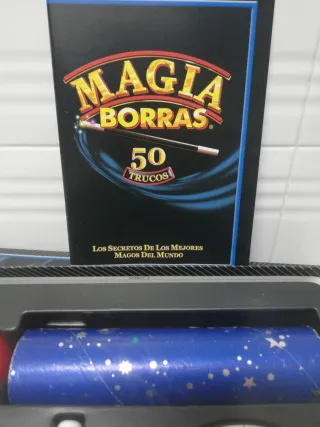 MAGIA
BORRAS®
50
TRUCOS
LOS SECRETOS DE LOS MEJORES
MAGOS DEL MUNDO